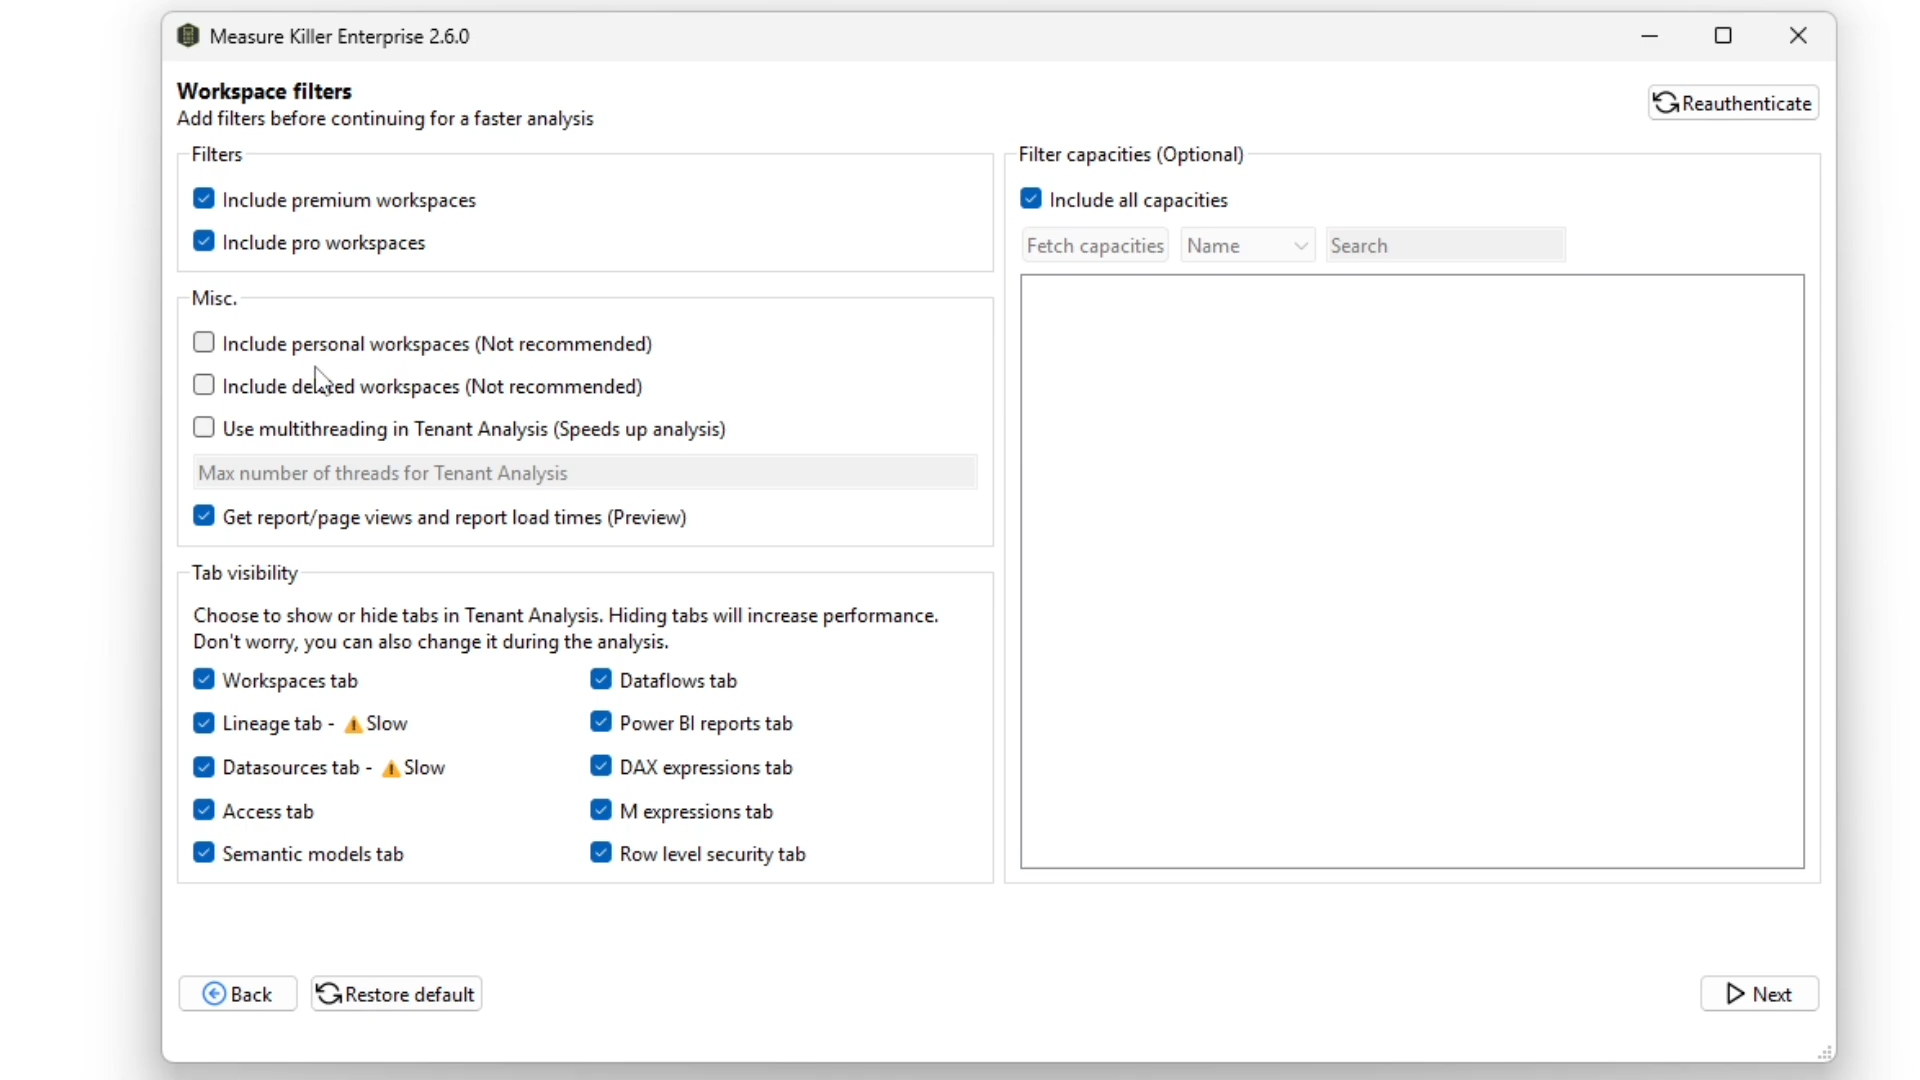 Measure Killer Enterprise 2.6.0
Workspace filters
Add filters before continuing for a faster analysis
Reauthenticate
Filters
Include premium workspaces
Include pro workspaces
Misc.
Include personal workspaces (Not recommended)
Include deleted workspaces (Not recommended)
Use multithreading in Tenant Analysis (Speeds up analysis)
Max number of threads for Tenant Analysis
Get report/page views and report load times (Preview)
Tab visibility
Choose to show or hide tabs in Tenant Analysis. Hiding tabs will increase performance.
Don't worry, you can also change it during the analysis.
Workspaces tab
Lineage tab - Slow
Datasources tab - Slow
Access tab
Semantic models tab
Dataflows tab
Power BI reports tab
DAX expressions tab
M expressions tab
Row level security tab
Filter capacities (Optional)
Include all capacities
Fetch capacities Name Search
Back Restore default Next